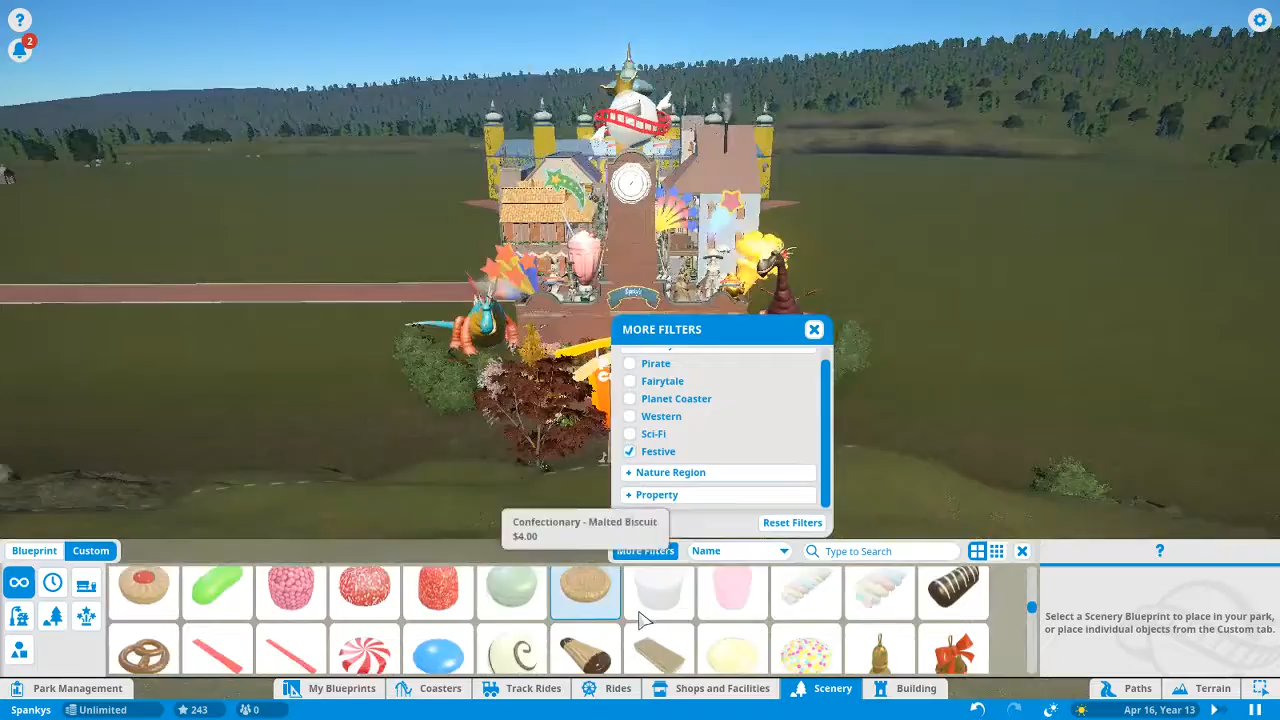 ?
2
MORE FILTERS
Pirate
Fairytale
Planet Coaster
Western
Sci-Fi
Festive
+ Nature Region
+ Property
Reset Filters
Confectionary - Malted Biscuit
$4.00
Blueprint
Custom
More Filters
Name
Type to Search
?
Select a Scenery Blueprint to place in your park,
or place individual objects from the Custom tab.
Park Management
My Blueprints
Coasters
Track Rides
Rides
Shops and Facilities
Scenery
Building
Paths
Terrain
Spankys
Unlimited
243
0
Apr 16, Year 13